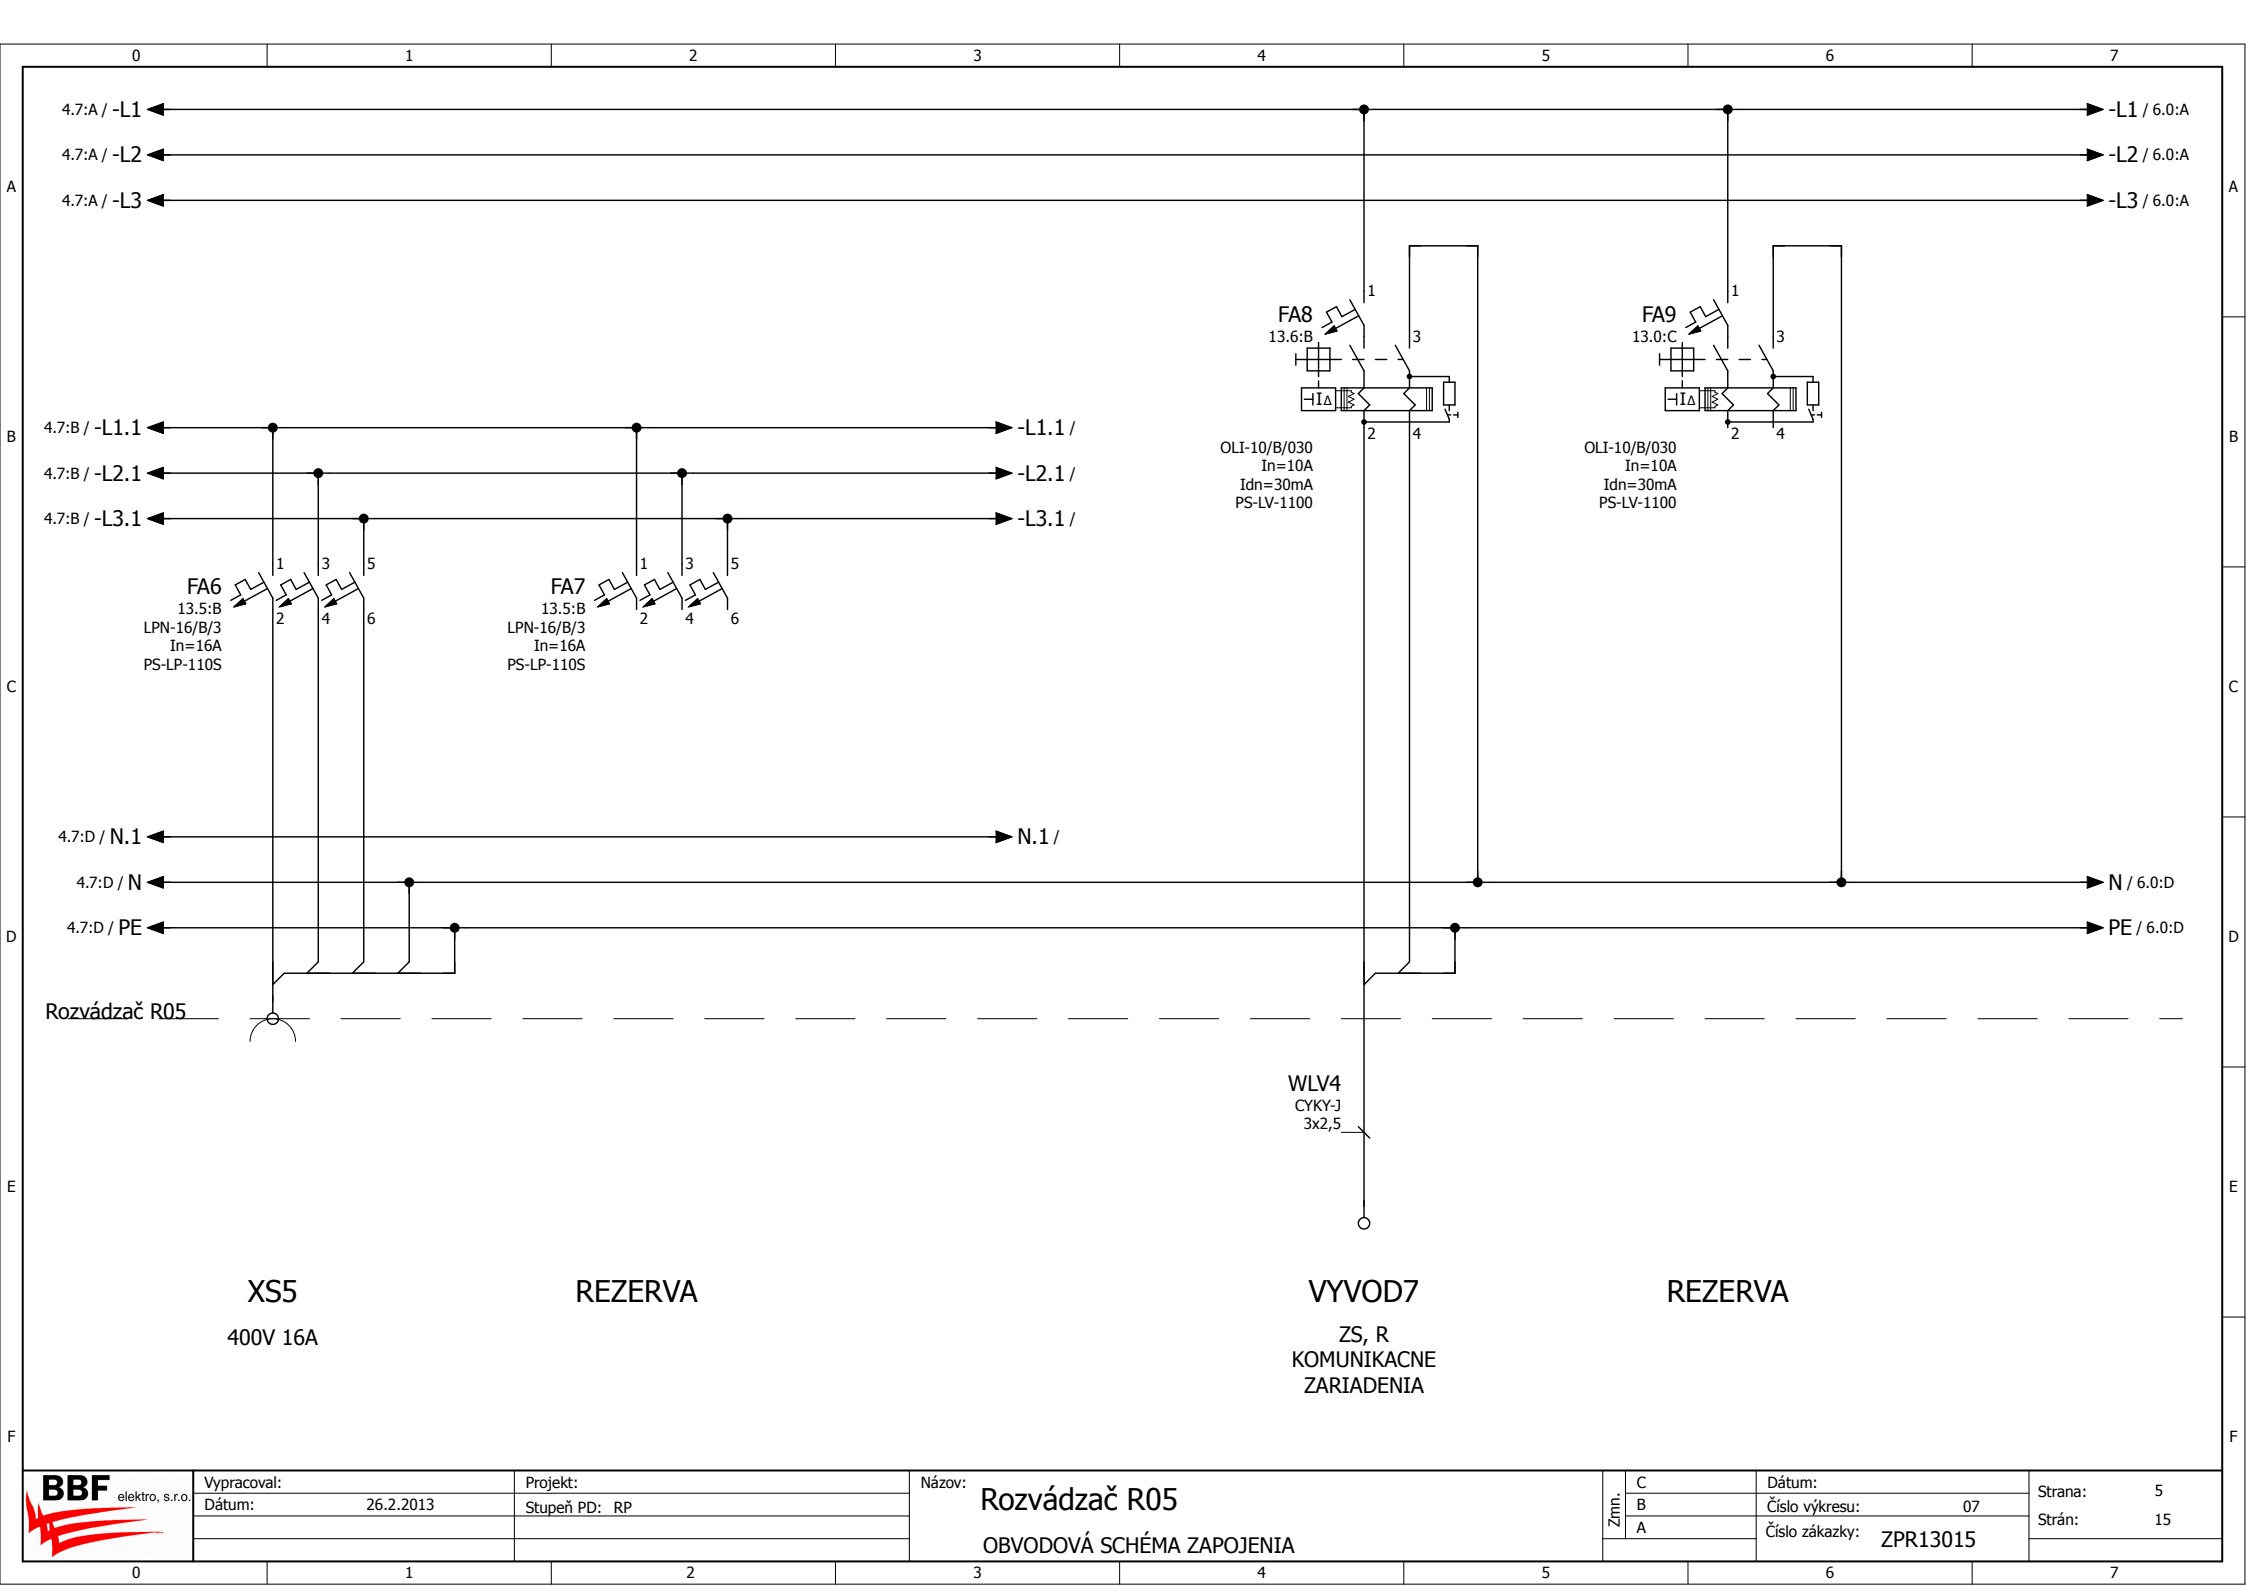 0 1 2 3 4 5 6 7
4.7:A / -L1 -L1 / 6.0:A
4.7:A / -L2 -L2 / 6.0:A
A A
4.7:A / -L3 -L3 / 6.0:A
1 1
FA8 FA9
13.6:B 3 13.0:C 3
⊣I∆ ⊣I∆
4.7:B / -L1.1 -L1.1 /
B 2 4 2 4 B
OLI-10/B/030 OLI-10/B/030
In=10A In=10A
4.7:B / -L2.1 -L2.1 /
Idn=30mA Idn=30mA
PS-LV-1100 PS-LV-1100
4.7:B / -L3.1 -L3.1 /
1 3 5 1 3 5
FA6 FA7
13.5:B 13.5:B
2 4 6 2 4 6
LPN-16/B/3 LPN-16/B/3
In=16A In=16A
PS-LP-110S PS-LP-110S
C C
4.7:D / N.1 N.1 /
4.7:D / N N / 6.0:D
4.7:D / PE PE / 6.0:D
D D
Rozvádzač R05
WLV4
CYKY-J
3x2,5
E E
XS5 REZERVA VYVOD7 REZERVA
400V 16A ZS, R
KOMUNIKACNE
ZARIADENIA
F F
BBF elektro, s.r.o.
Vypracoval:
Dátum: 26.2.2013
Projekt:
Stupeň PD: RP
Názov: Rozvádzač R05
OBVODOVÁ SCHÉMA ZAPOJENIA
Zmn.
C
B
A
Dátum:
Číslo výkresu: 07
Číslo zákazky: ZPR13015
Strana: 5
Strán: 15
0 1 2 3 4 5 6 7